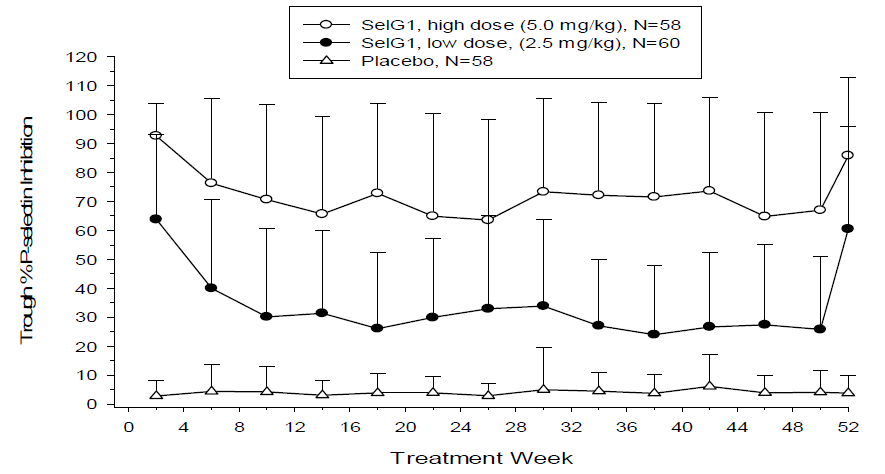 SelG1, high dose (5.0 mg/kg), N=58
SelG1, low dose, (2.5 mg/kg), N=60
Placebo, N=58
120
110
100
90
80
70
60
50
40
30
20
10
0
Trough % P-selectin Inhibition
0 4 8 12 16 20 24 28 32 36 40 44 48 52
Treatment Week